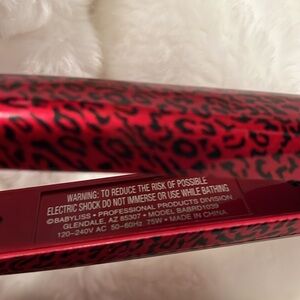 WARNING: TO REDUCE THE RISK OF POSSIBLE
ELECTRIC SHOCK DO NOT IMMERSE OR USE WHILE BATHING
©BABYLISS • PROFESSIONAL PRODUCTS DIVISION
GLENDALE, AZ 85307 • MODEL BABRD1039
120-240V AC 50-60Hz 75W • MADE IN CHINA